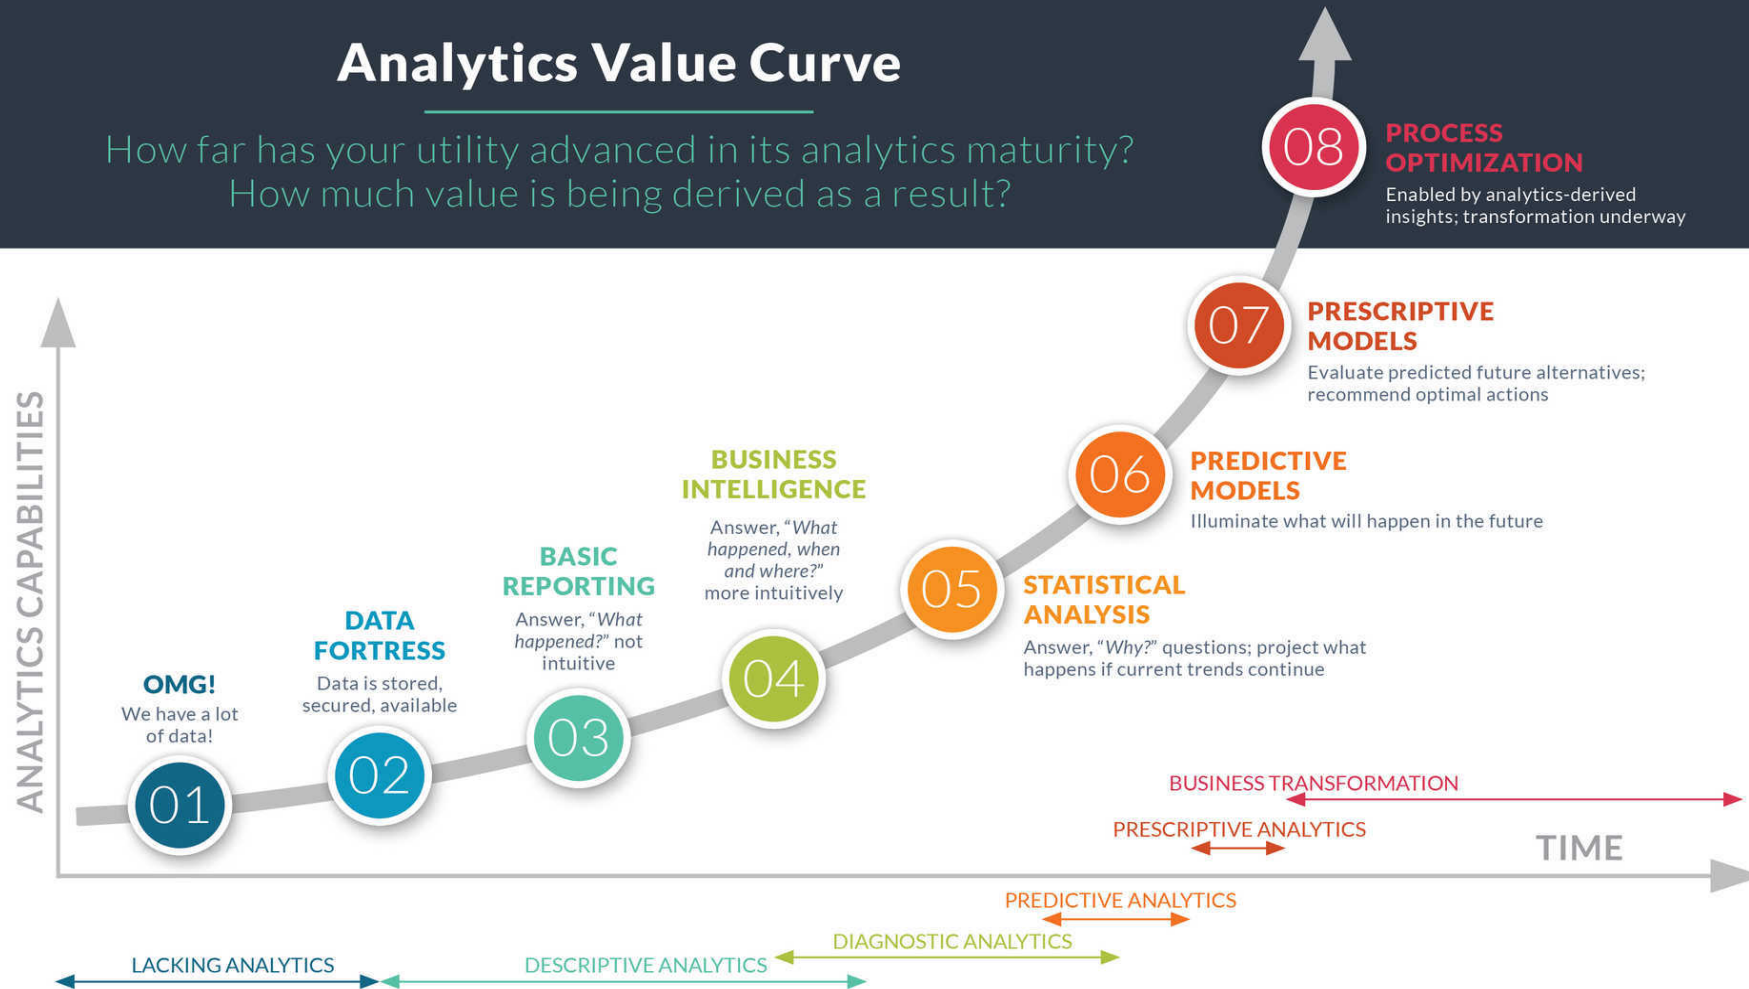 Analytics Value Curve
How far has your utility advanced in its analytics maturity?
How much value is being derived as a result?
08
PROCESS
OPTIMIZATION
Enabled by analytics-derived
insights; transformation underway
07
PRESCRIPTIVE
MODELS
Evaluate predicted future alternatives;
recommend optimal actions
06
PREDICTIVE
MODELS
Illuminate what will happen in the future
BUSINESS
INTELLIGENCE
Answer, “What
happened, when
and where?”
more intuitively
04
05
STATISTICAL
ANALYSIS
Answer, “Why?” questions; project what
happens if current trends continue
BASIC
REPORTING
Answer, “What
happened?” not
intuitive
03
DATA
FORTRESS
Data is stored,
secured, available
02
OMG!
We have a lot
of data!
01
ANALYTICS CAPABILITIES
BUSINESS TRANSFORMATION
PRESCRIPTIVE ANALYTICS
TIME
PREDICTIVE ANALYTICS
DIAGNOSTIC ANALYTICS
LACKING ANALYTICS
DESCRIPTIVE ANALYTICS